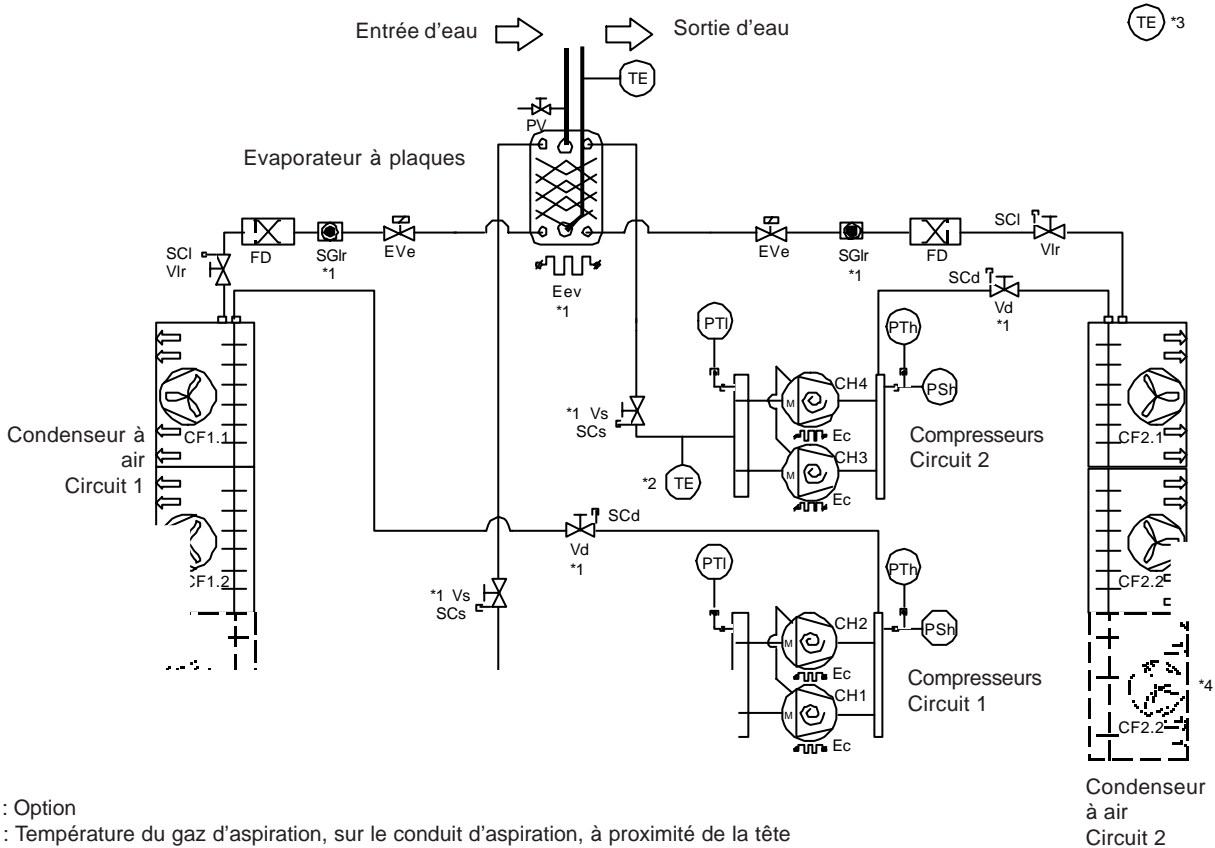 Entrée d'eau
Sortie d'eau
TE *3
TE
PV
Evaporateur à plaques
SCl
Vlr
FD
SGlr
*1
EVe
EVe
SGlr
*1
FD
SCl
Vlr
Eev
*1
SCd
Vd
*1
PTl
PTh
PSh
CH4
M
Ec
CH3
M
Ec
*1 Vs
SCs
*2 TE
Compresseurs
Circuit 2
CF1.1
Condenseur à
air
Circuit 1
CF2.1
SCd
Vd
*1
CF1.2
CF2.2
*1 Vs
SCs
PTl
PTh
PSh
CH2
M
Ec
CH1
M
Ec
Compresseurs
Circuit 1
*4
CF2.2
Condenseur
à air
Circuit 2
: Option
: Température du gaz d'aspiration, sur le conduit d'aspiration, à proximité de la tête